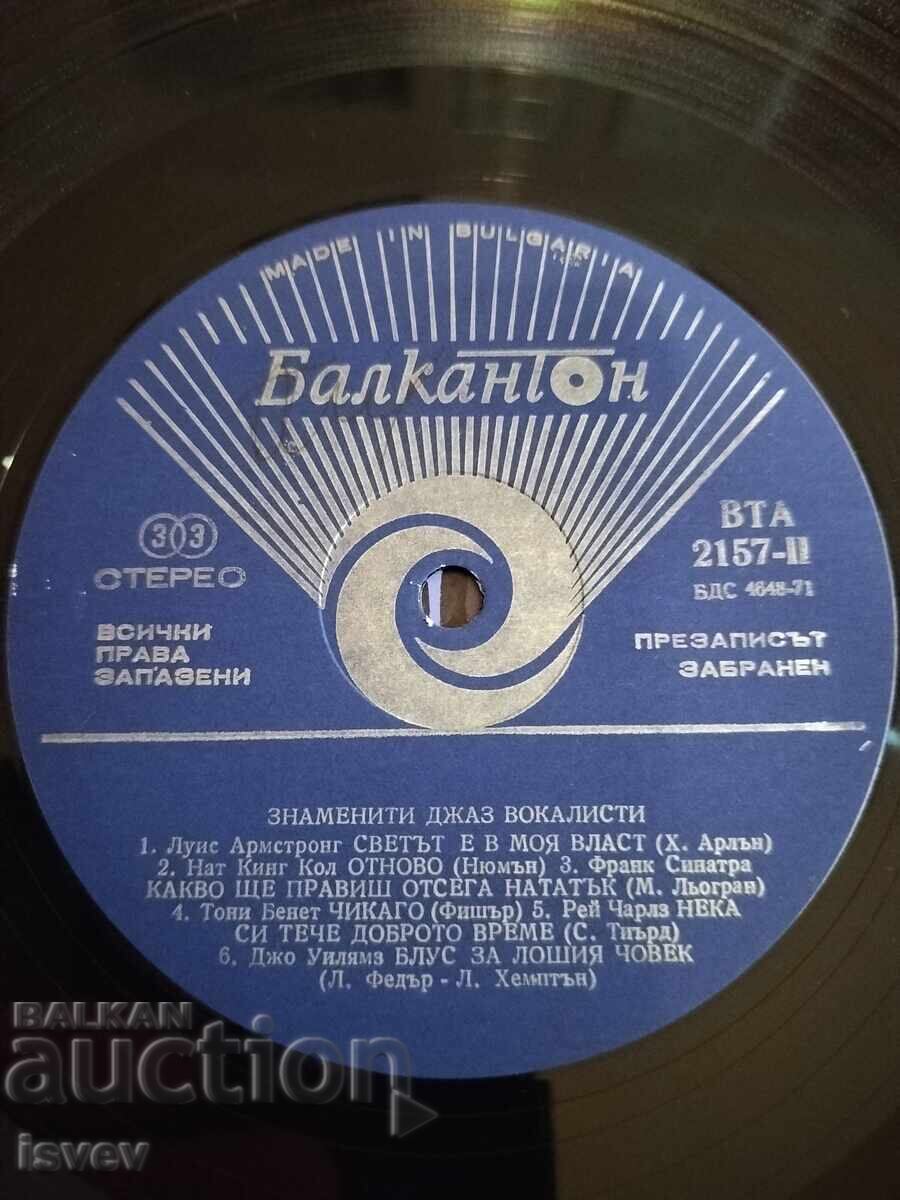 MADE IN BULGARIA
Балкантон
33
СТЕРЕО
ВТА
2157-II
БДС 4648-71
ВСИЧКИ
ПРАВА
ЗАПАЗЕНИ
ПРЕЗАПИСЪТ
ЗАБРАНЕН
ЗНАМЕНИТИ ДЖАЗ ВОКАЛИСТИ
1. Луис Армстронг СВЕТЪТ Е В МОЯ ВЛАСТ (Х. Арлън)
2. Нат Кинг Кол ОТНОВО (Нюмън) 3. Франк Синатра
КАКВО ЩЕ ПРАВИШ ОТСЕГА НАТАТЪК (М. Льогран)
4. Тони Бенет ЧИКАГО (Фишър) 5. Рей Чарлз НЕКА
СИ ТЕЧЕ ДОБРОТО ВРЕМЕ (С. Тиърд)
6. Джо Уилямз БЛУС ЗА ЛОШИЯ ЧОВЕК
(Л. Федър - Л. Хемптън)
BALKAN
auction
isvev